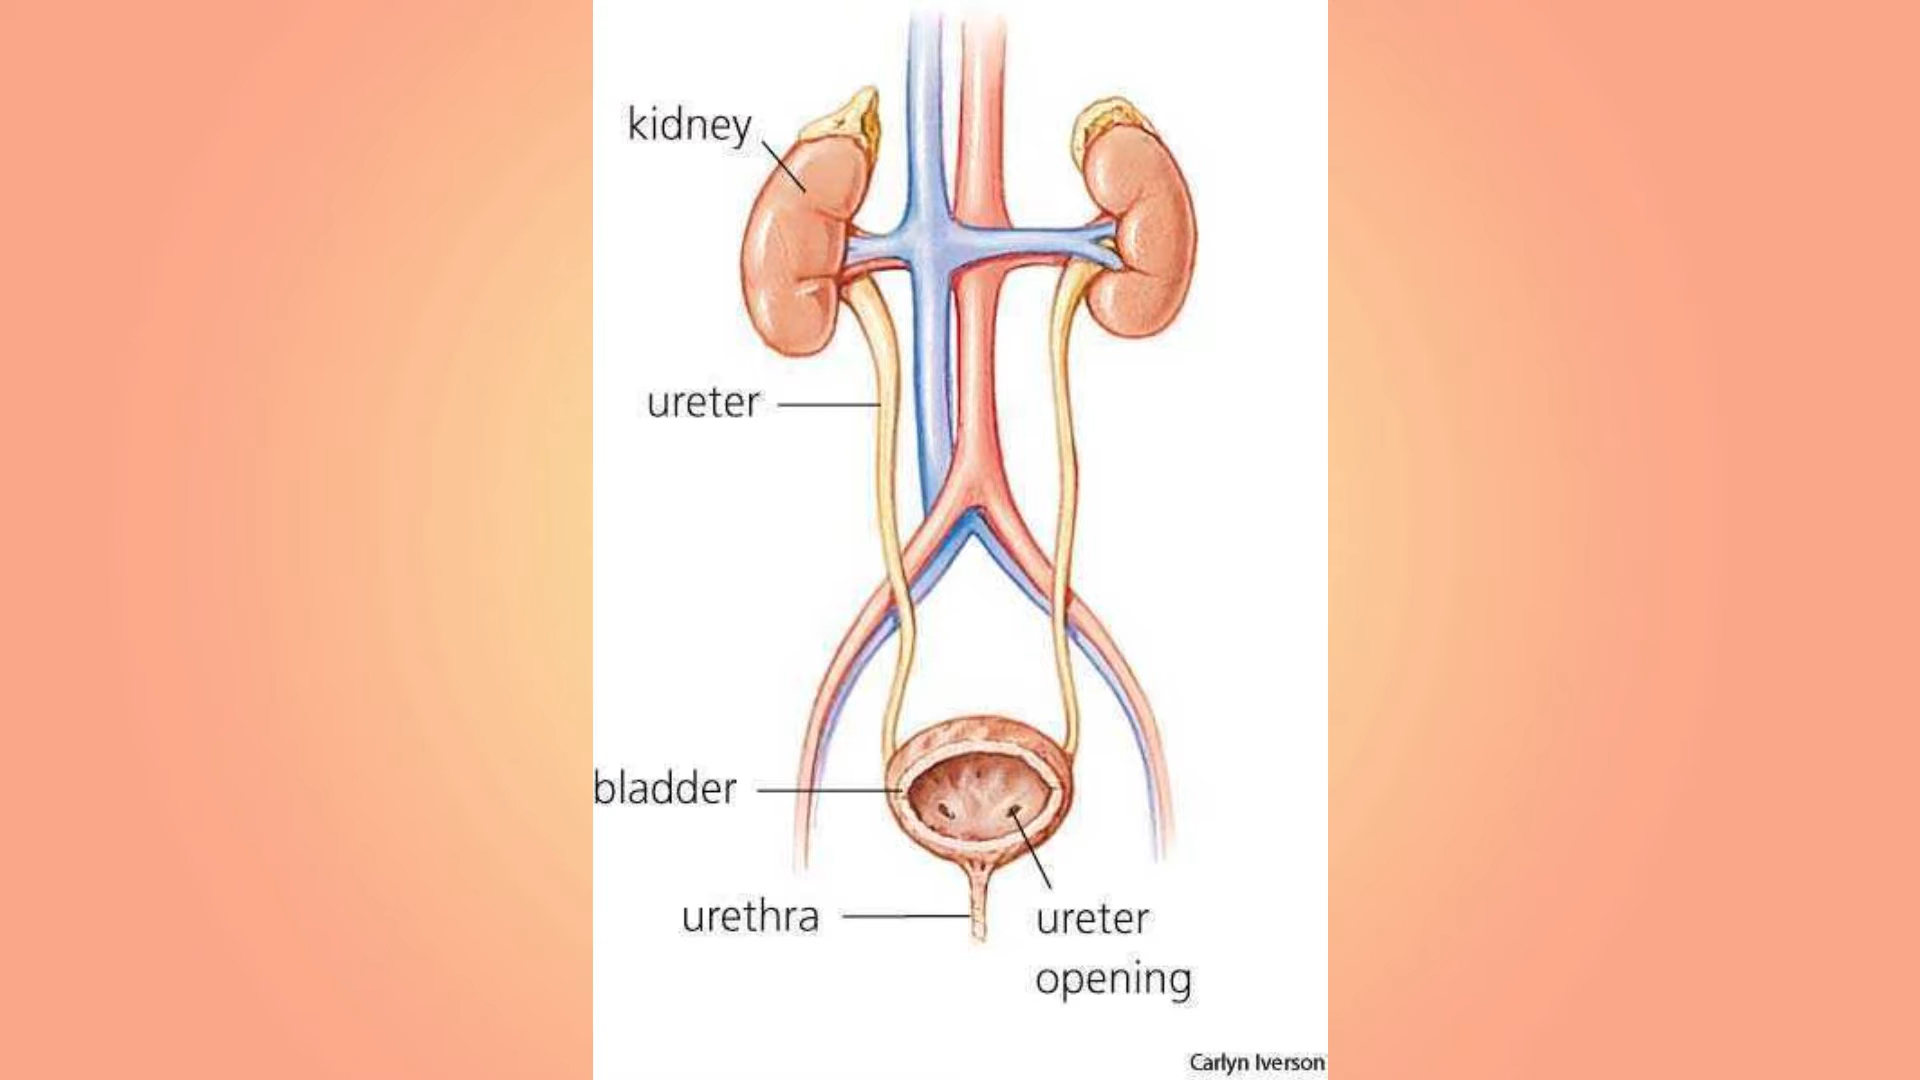 kidney
ureter
bladder
urethra
ureter
opening
Carlyn Iverson